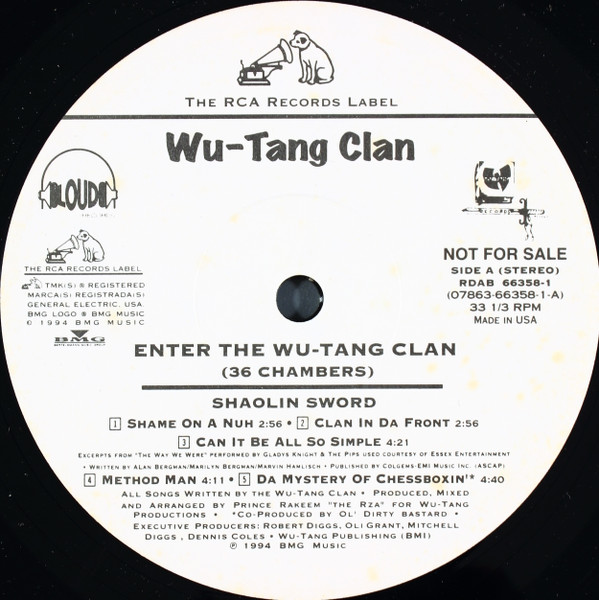 THE RCA RECORDS LABEL
Wu-Tang Clan
LOUD
NOT FOR SALE
SIDE A (STEREO)
RDAB 66358-1
(07863-66358-1-A)
33 1/3 RPM
MADE IN USA
THE RCA RECORDS LABEL
TMK(S) ® REGISTERED
MARCA(S) REGISTRADA(S)
GENERAL ELECTRIC, USA
BMG LOGO ® BMG MUSIC
© 1994 BMG MUSIC
BMG
ENTER THE WU-TANG CLAN
(36 CHAMBERS)
SHAOLIN SWORD
1 SHAME ON A NUH 2:56 • 2 CLAN IN DA FRONT 2:56
3 CAN IT BE ALL SO SIMPLE 4:21
EXCERPTS FROM "THE WAY WE WERE" PERFORMED BY GLADYS KNIGHT & THE PIPS USED COURTESY OF ESSEX ENTERTAINMENT
• WRITTEN BY ALAN BERGMAN/MARILYN BERGMAN/MARVIN HAMLISCH • PUBLISHED BY COLGEMS-EMI MUSIC INC. (ASCAP)
4 METHOD MAN 4:11 • 5 DA MYSTERY OF CHESSBOXIN'* 4:40
ALL SONGS WRITTEN BY THE WU-TANG CLAN • PRODUCED, MIXED
AND ARRANGED BY PRINCE RAKEEM "THE RZA" FOR WU-TANG
PRODUCTIONS • *CO-PRODUCED BY OL' DIRTY BASTARD •
EXECUTIVE PRODUCERS: ROBERT DIGGS, OLI GRANT, MITCHELL
DIGGS, DENNIS COLES • WU-TANG PUBLISHING (BMI)
℗ 1994 BMG MUSIC